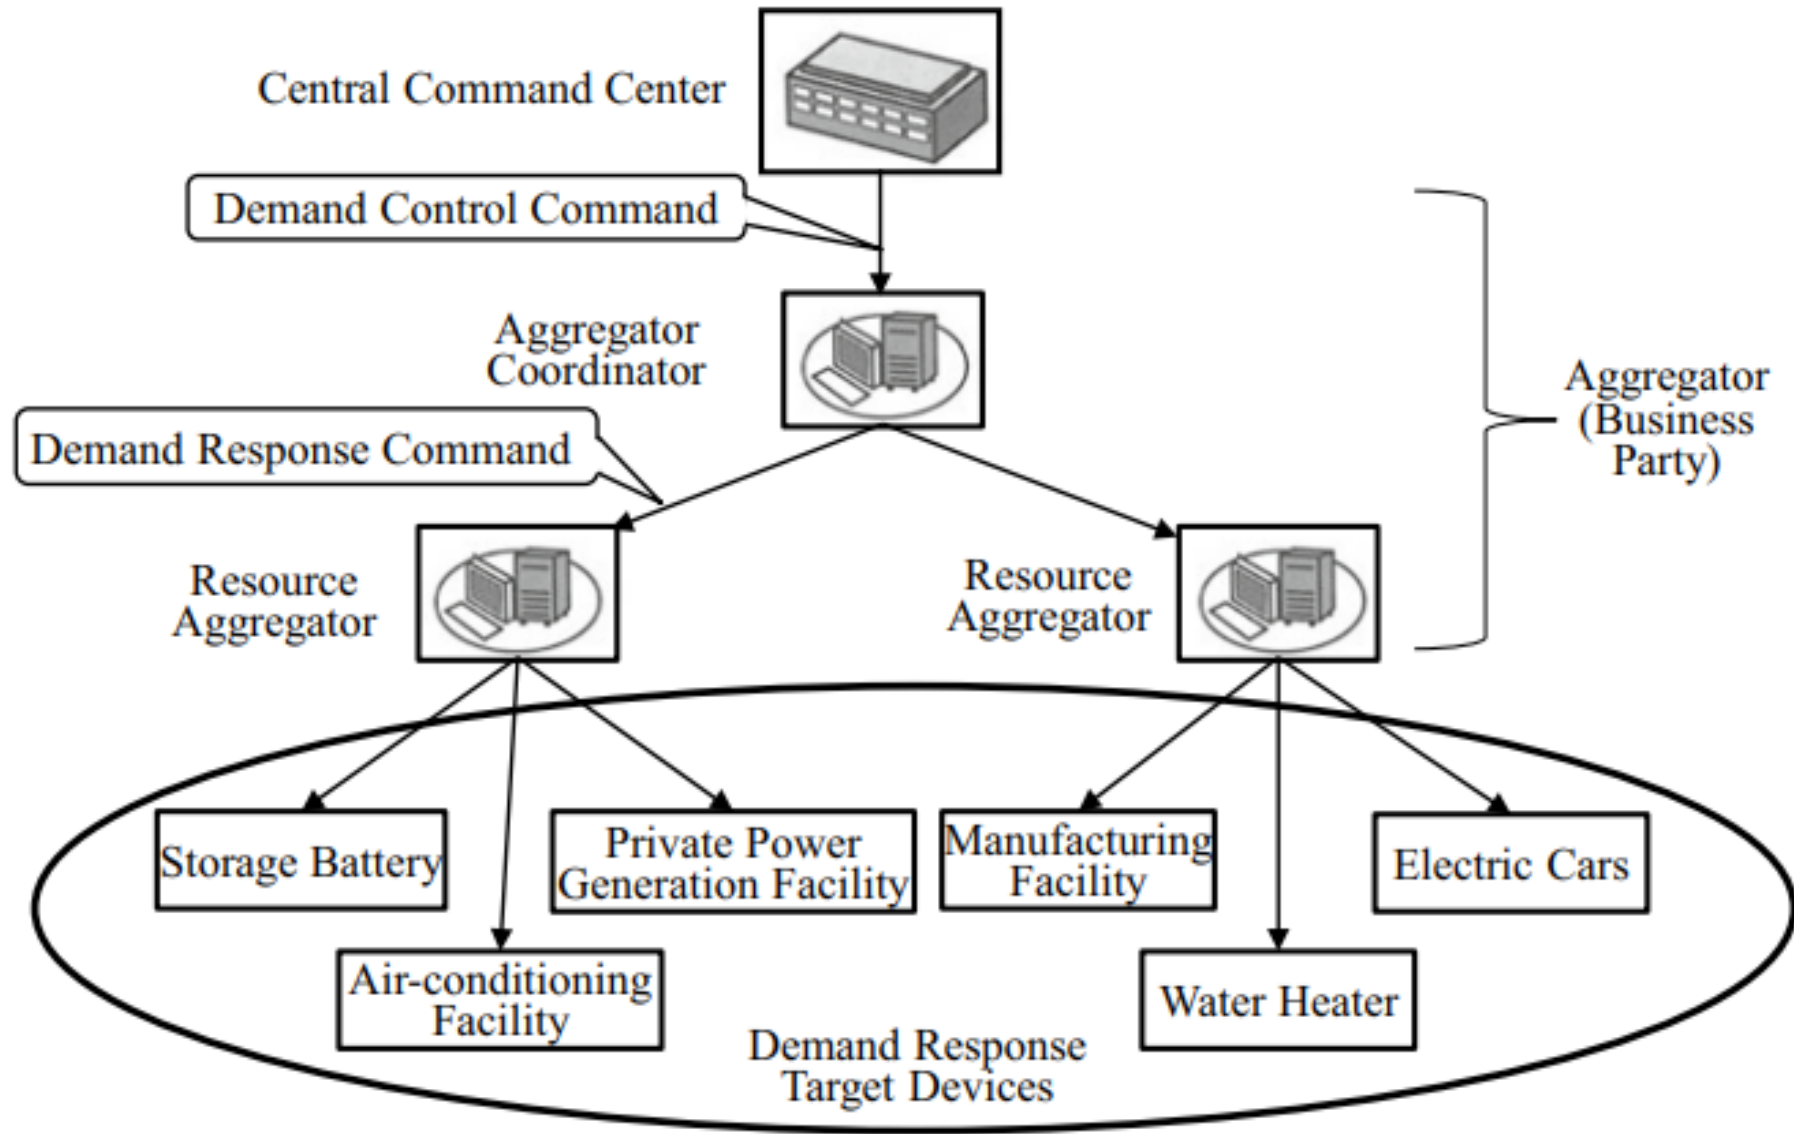 Central Command Center
Demand Control Command
Aggregator
Coordinator
Aggregator
(Business
Party)
Demand Response Command
Resource
Aggregator
Resource
Aggregator
Storage Battery
Private Power
Generation Facility
Manufacturing
Facility
Electric Cars
Air-conditioning
Facility
Water Heater
Demand Response
Target Devices